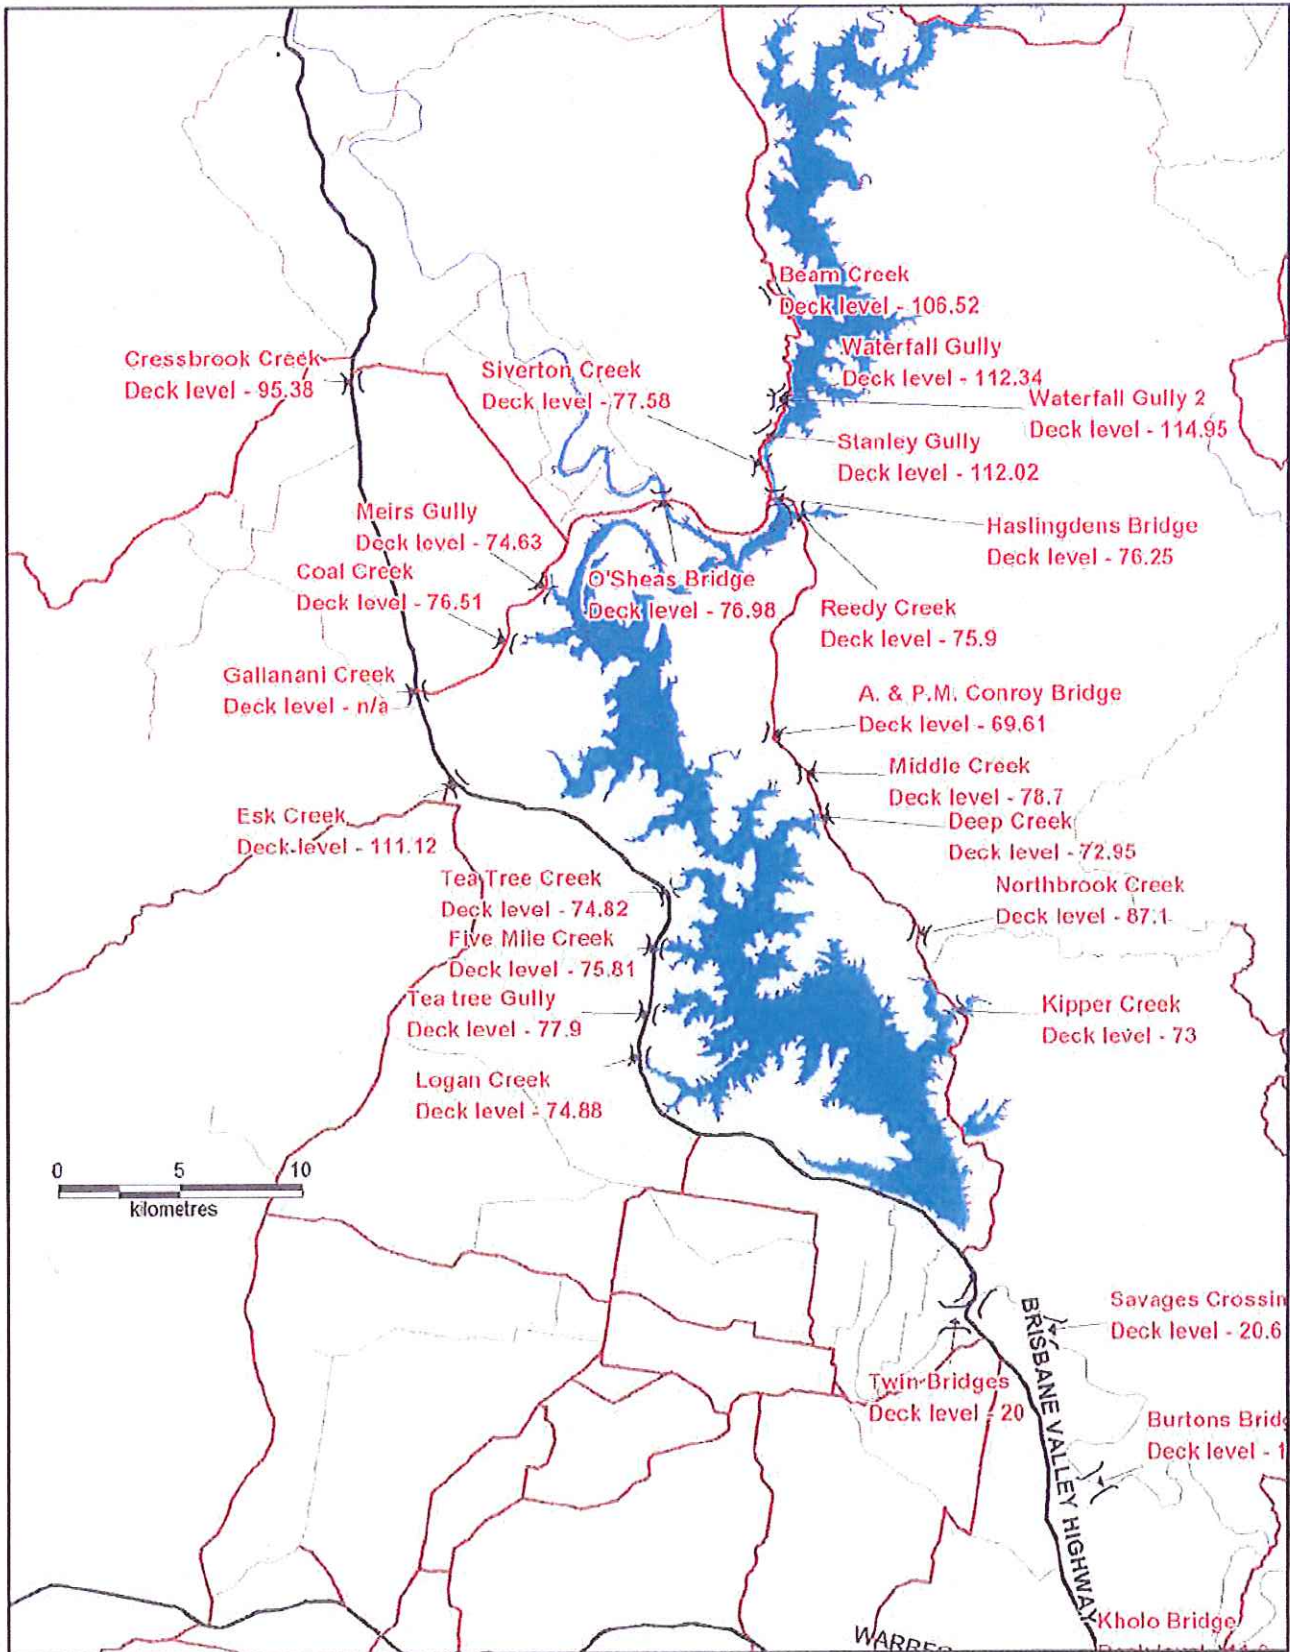 Beam Creek
Deck level - 106.52
Waterfall Gully
Deck level - 112.34
Cressbrook Creek
Deck level - 95.38
Siverton Creek
Deck level - 77.58
Waterfall Gully 2
Deck level - 114.95
Stanley Gully
Deck level - 112.02
Meirs Gully
Deck level - 74.63
Haslingdens Bridge
Deck level - 76.25
Coal Creek
Deck level - 76.51
O'Sheas Bridge
Deck level - 76.98
Reedy Creek
Deck level - 75.9
Gallanani Creek
Deck level - n/a
A. & P.M. Conroy Bridge
Deck level - 69.61
Middle Creek
Deck level - 78.7
Esk Creek
Deck level - 111.12
Deep Creek
Deck level - 72.95
Tea Tree Creek
Deck level - 74.82
Northbrook Creek
Deck level - 87.1
Five Mile Creek
Deck level - 75.81
Tea tree Gully
Deck level - 77.9
Kipper Creek
Deck level - 73
Logan Creek
Deck level - 74.88
0 5 10
kilometres
Savages Crossin
Deck level - 20.6
BRISBANE VALLEY HIGHWAY
Twin Bridges
Deck level - 20
Burtons Bridg
Deck level - 1
Kholo Bridge